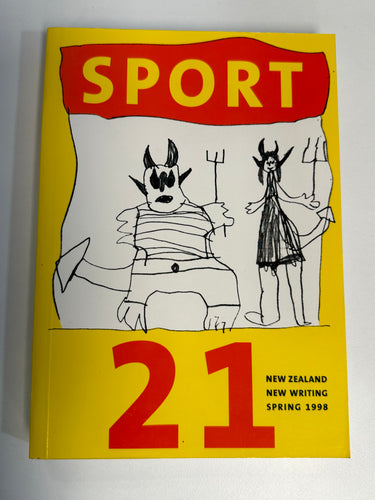 SPORT
21
NEW ZEALAND
NEW WRITING
SPRING 1998